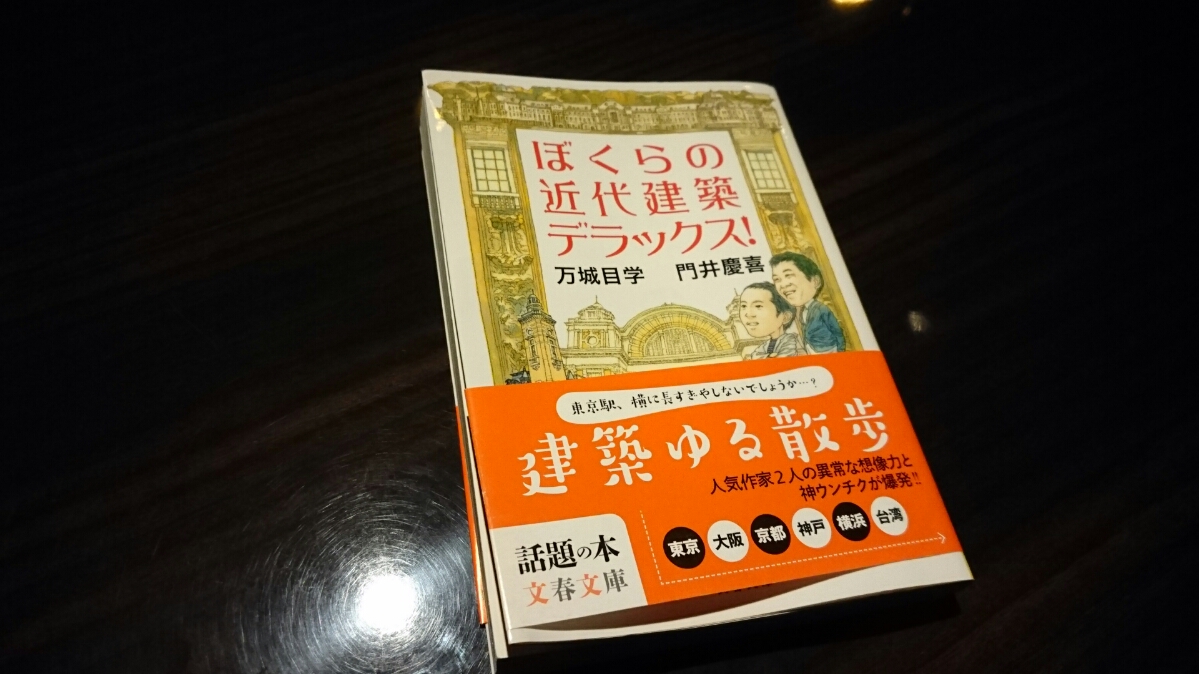 ぼくらの
近代建築
デラックス!
万城目学 門井慶喜
東京駅、横に長すぎやしないでしょうか…?
建築ゆる散歩
人気作家2人の異常な想像力と
神ウンチクが爆発!!
東京 大阪 京都 神戸 横浜 台湾
話題の本
文春文庫